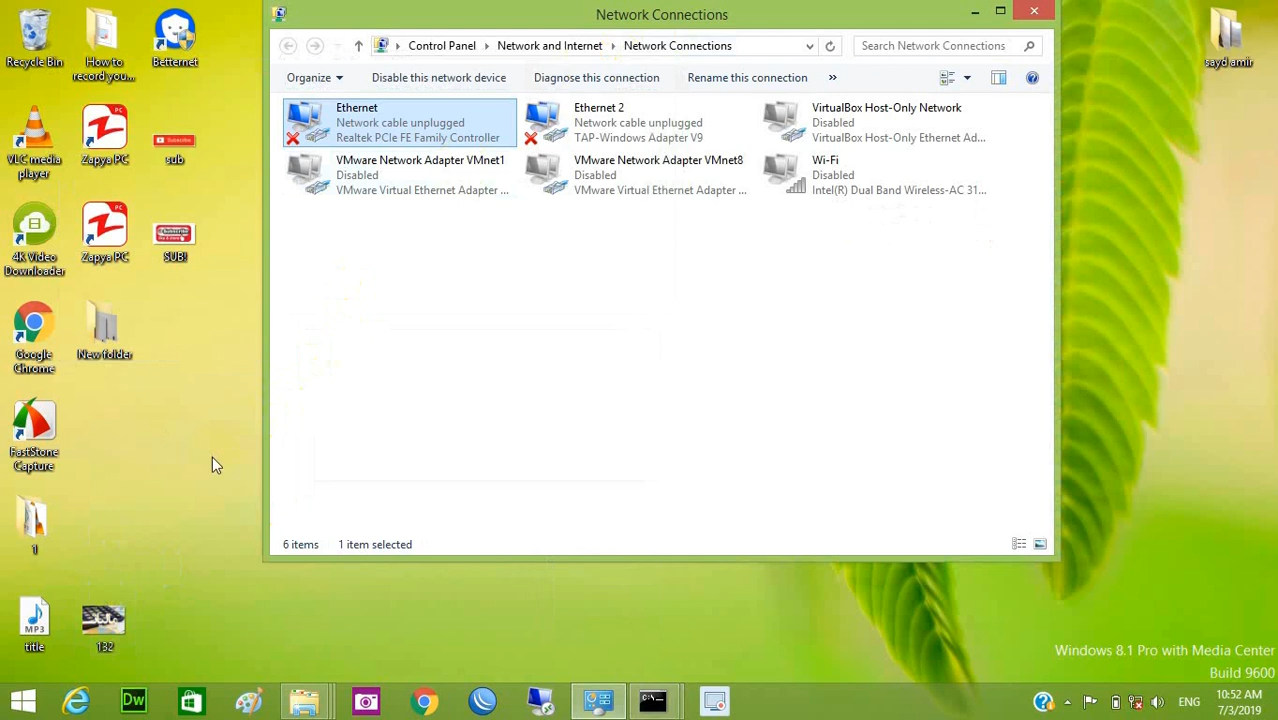 Network Connections
Control Panel
Network and Internet
Network Connections
Search Network Connections
Organize
Disable this network device
Diagnose this connection
Rename this connection
»
Ethernet
Network cable unplugged
Realtek PCIe FE Family Controller
Ethernet 2
Network cable unplugged
TAP-Windows Adapter V9
VirtualBox Host-Only Network
Disabled
VirtualBox Host-Only Ethernet Ad...
VMware Network Adapter VMnet1
Disabled
VMware Virtual Ethernet Adapter ...
VMware Network Adapter VMnet8
Disabled
VMware Virtual Ethernet Adapter ...
Wi-Fi
Disabled
Intel(R) Dual Band Wireless-AC 31...
6 items
1 item selected
Recycle Bin
How to
record you...
Betternet
VLC media
player
PC
Zapya PC
Subscribe
sub
4K Video
Downloader
PC
Zapya PC
Subscribe
SUB!
Google
Chrome
New folder
FastStone
Capture
1
MP3
title
132
sayd amir
Windows 8.1 Pro with Media Center
Build 9600
Dw
C:\
ENG
10:52 AM
7/3/2019